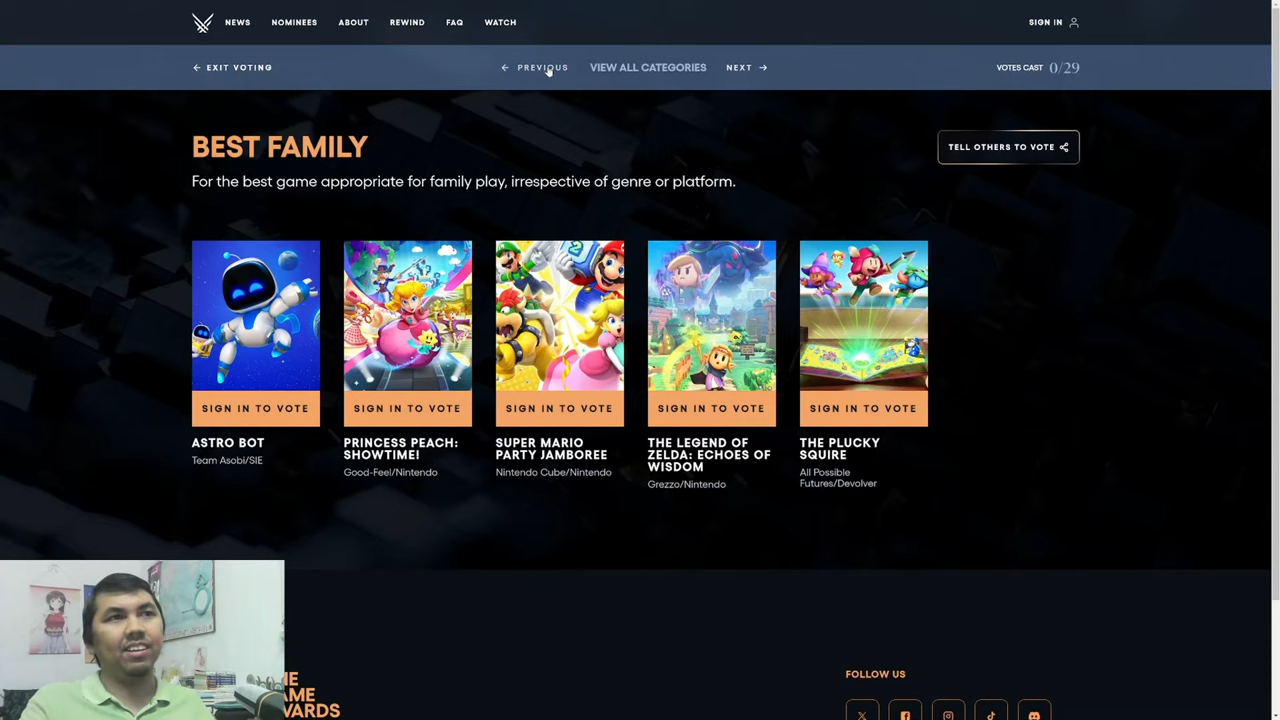 NEWS NOMINEES ABOUT REWIND FAQ WATCH SIGN IN
EXIT VOTING PREVIOUS VIEW ALL CATEGORIES NEXT VOTES CAST 0/29
BEST FAMILY
TELL OTHERS TO VOTE
For the best game appropriate for family play, irrespective of genre or platform.
SIGN IN TO VOTE SIGN IN TO VOTE SIGN IN TO VOTE SIGN IN TO VOTE SIGN IN TO VOTE
ASTRO BOT
Team Asobi/SIE
PRINCESS PEACH:
SHOWTIME!
Good-Feel/Nintendo
SUPER MARIO
PARTY JAMBOREE
Nintendo Cube/Nintendo
THE LEGEND OF
ZELDA: ECHOES OF
WISDOM
Grezzo/Nintendo
THE PLUCKY
SQUIRE
All Possible
Futures/Devolver
FOLLOW US